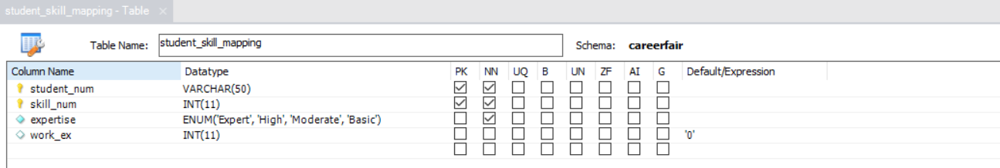 student_skill_mapping - Table ×
Table Name: student_skill_mapping Schema: careerfair
Column Name Datatype PK NN UQ B UN ZF AI G Default/Expression
student_num VARCHAR(50)
skill_num INT(11)
expertise ENUM('Expert', 'High', 'Moderate', 'Basic')
work_ex INT(11) '0'